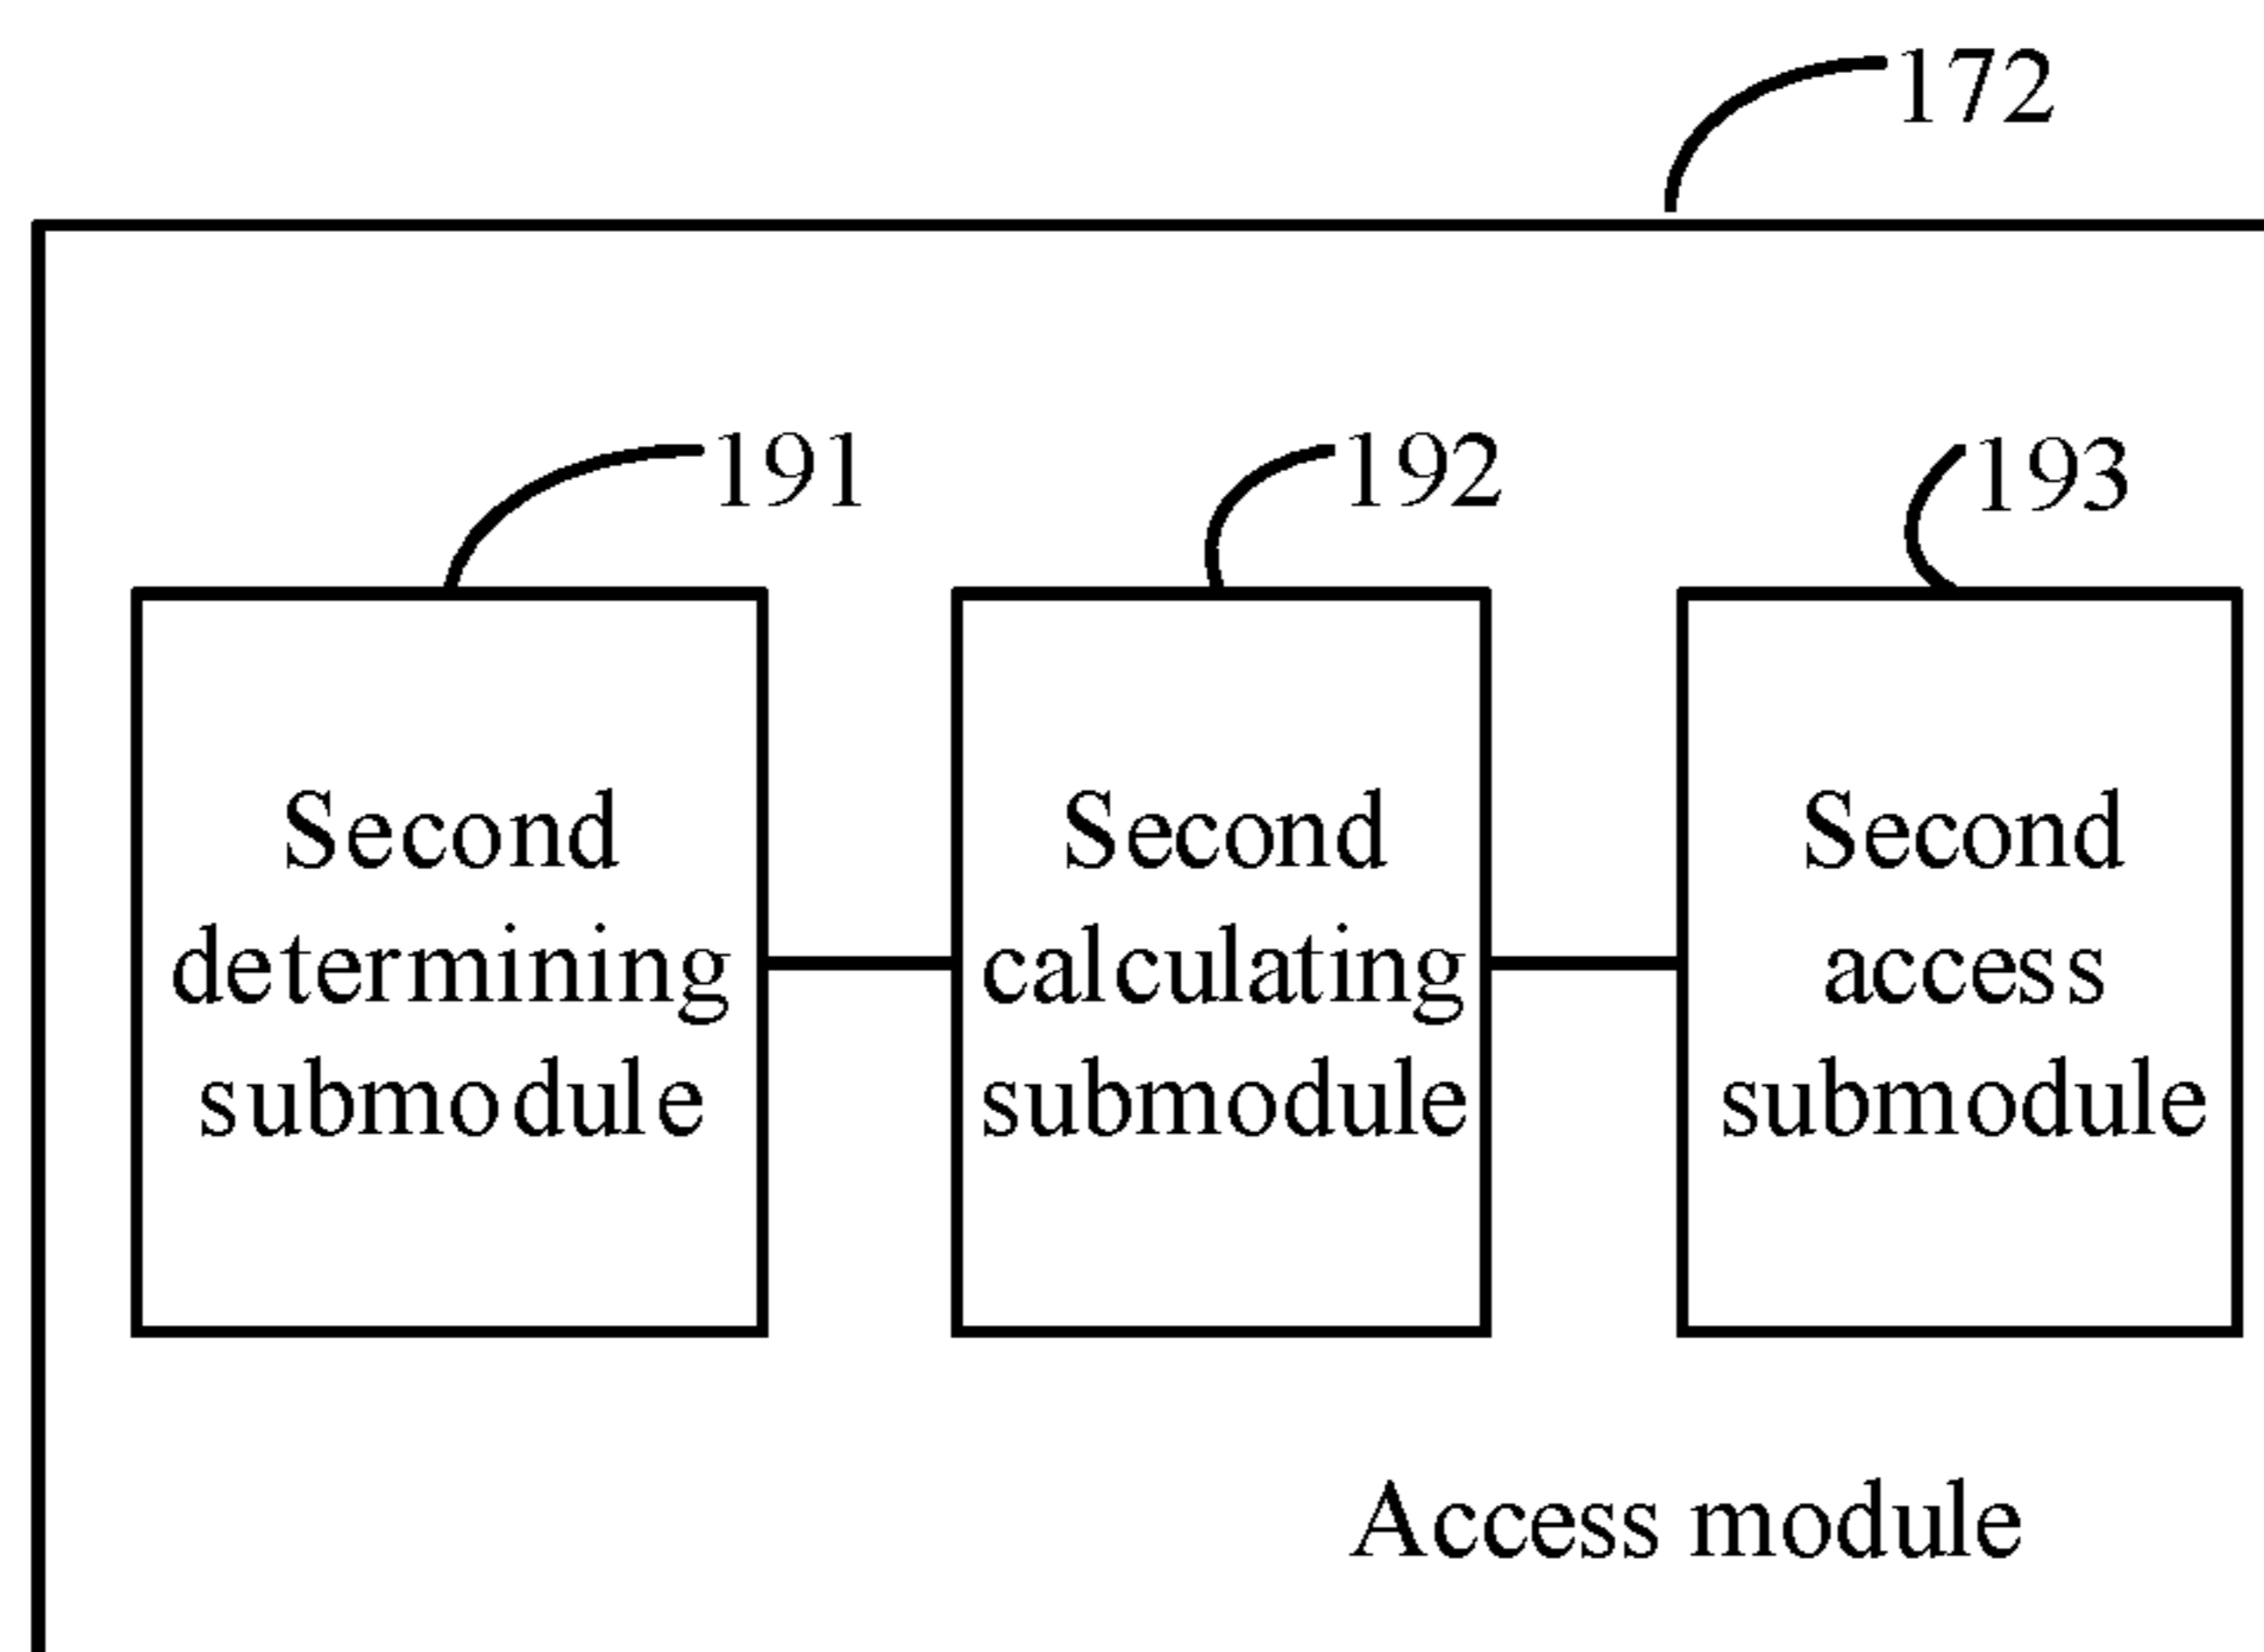 172
191
192
193
Second
determining
submodule
Second
calculating
submodule
Second
access
submodule
Access module